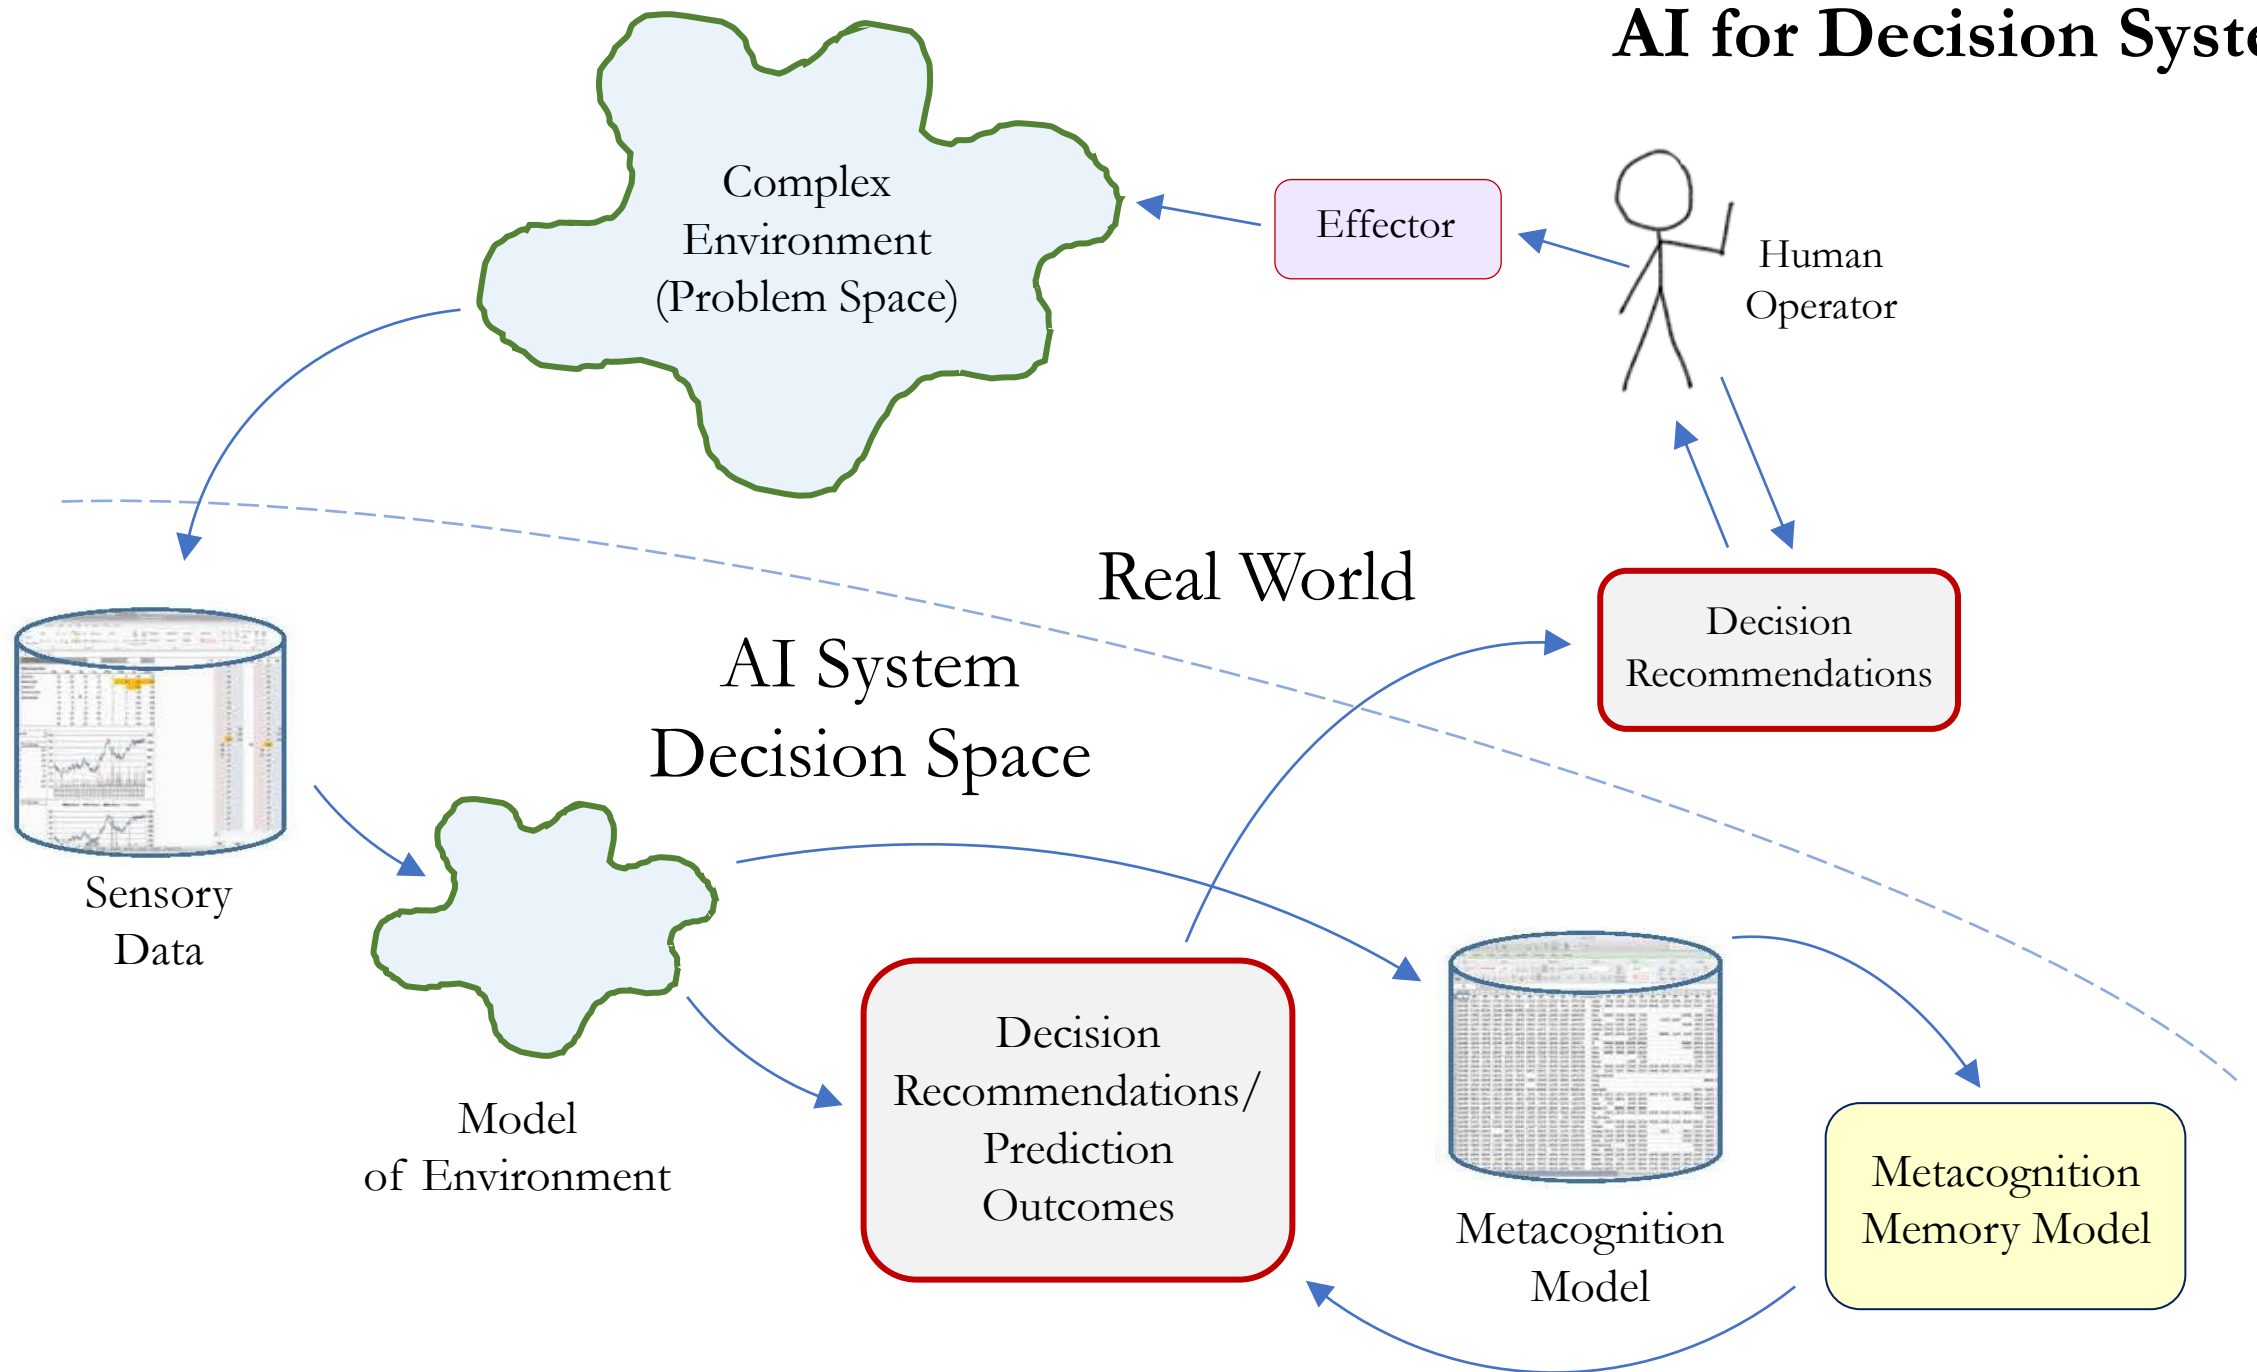 AI for Decision Syste
Complex
Environment
(Problem Space)
Effector
Human
Operator
Real World
Decision
Recommendations
AI System
Decision Space
Sensory
Data
Model
of Environment
Decision
Recommendations/
Prediction
Outcomes
Metacognition
Model
Metacognition
Memory Model